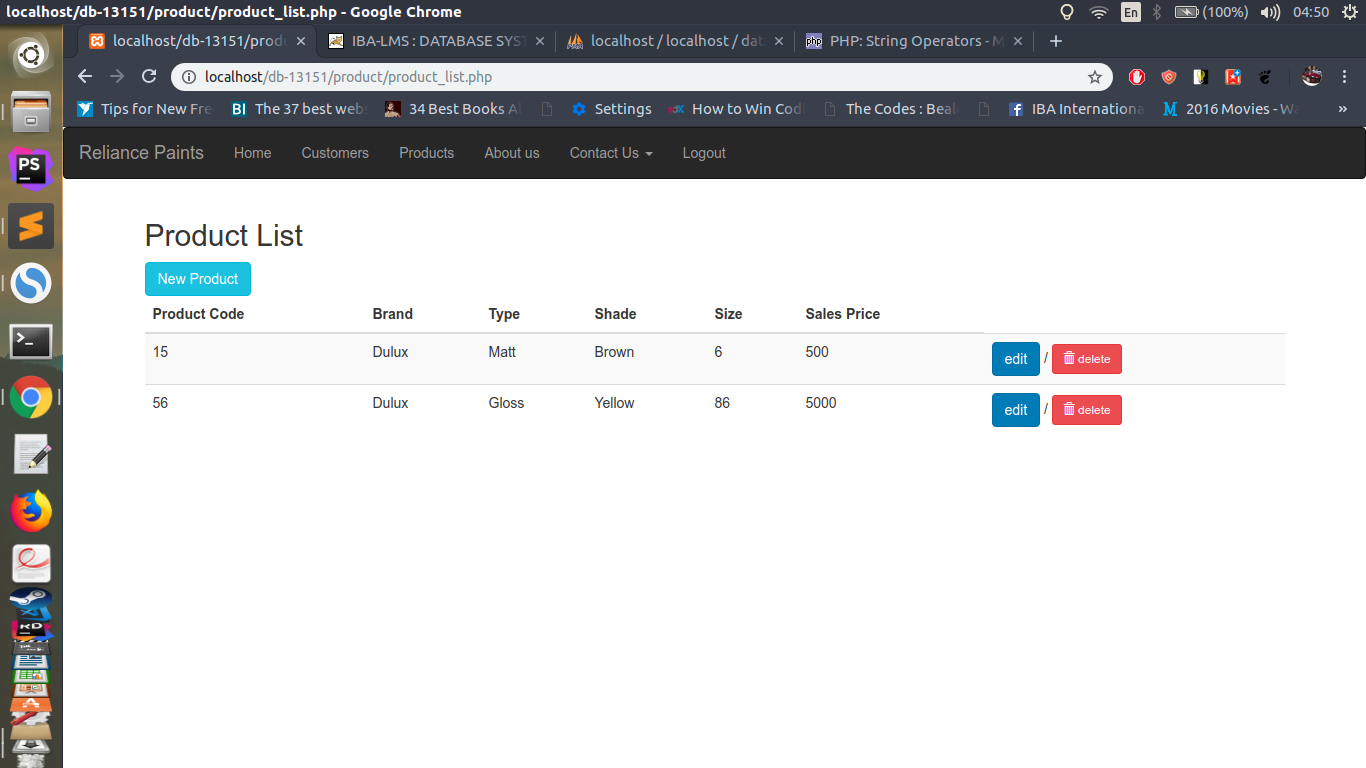 localhost/db-13151/product/product_list.php - Google Chrome
En (100%) 04:50
localhost/db-13151/produ
IBA-LMS : DATABASE SYST
localhost / localhost / dat
php PHP: String Operators - M
localhost/db-13151/product/product_list.php
Tips for New Fre
BI The 37 best webs
34 Best Books A
Settings
How to Win Cod
The Codes : Beal
IBA Internationa
M 2016 Movies - Wa
»
Reliance Paints Home Customers Products About us Contact Us Logout
Product List
New Product
Product Code Brand Type Shade Size Sales Price
15 Dulux Matt Brown 6 500 edit / delete
56 Dulux Gloss Yellow 86 5000 edit / delete
PS
RD